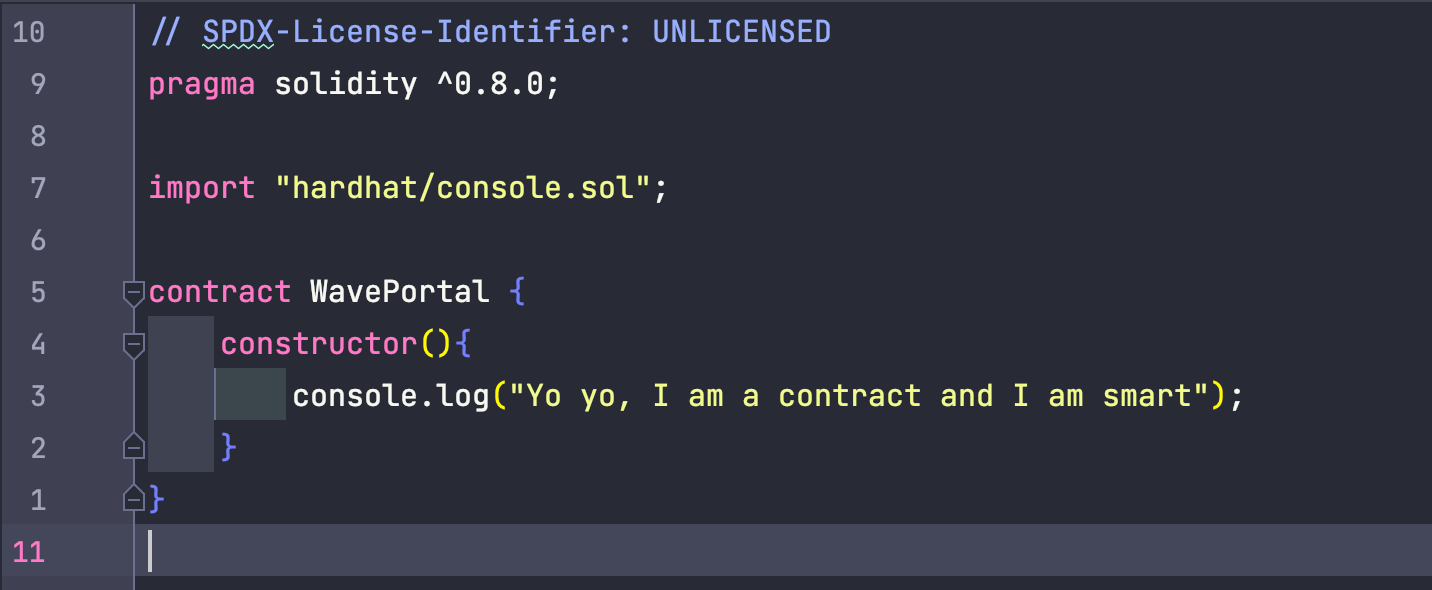 10 // SPDX-License-Identifier: UNLICENSED
9 pragma solidity ^0.8.0;
8
7 import "hardhat/console.sol";
6
5 contract WavePortal {
4 constructor(){
3 console.log("Yo yo, I am a contract and I am smart");
2 }
1 }
11